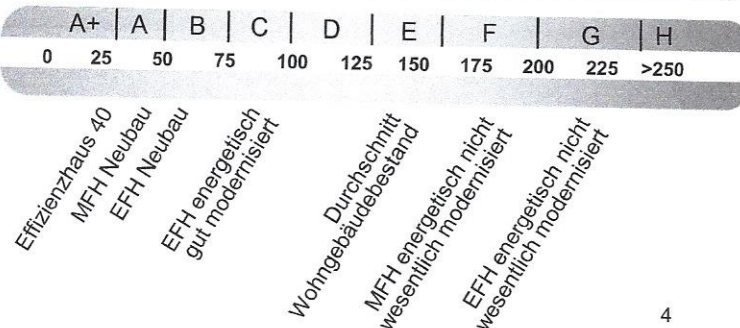 A+ | A | B | C | D | E | F | G | H
0 25 50 75 100 125 150 175 200 225 >250
Effizienzhaus 40
MFH Neubau
EFH Neubau
EFH energetisch
gut modernisiert
Durchschnitt
Wohngebäudebestand
MFH energetisch nicht
wesentlich modernisiert
EFH energetisch nicht
wesentlich modernisiert
4